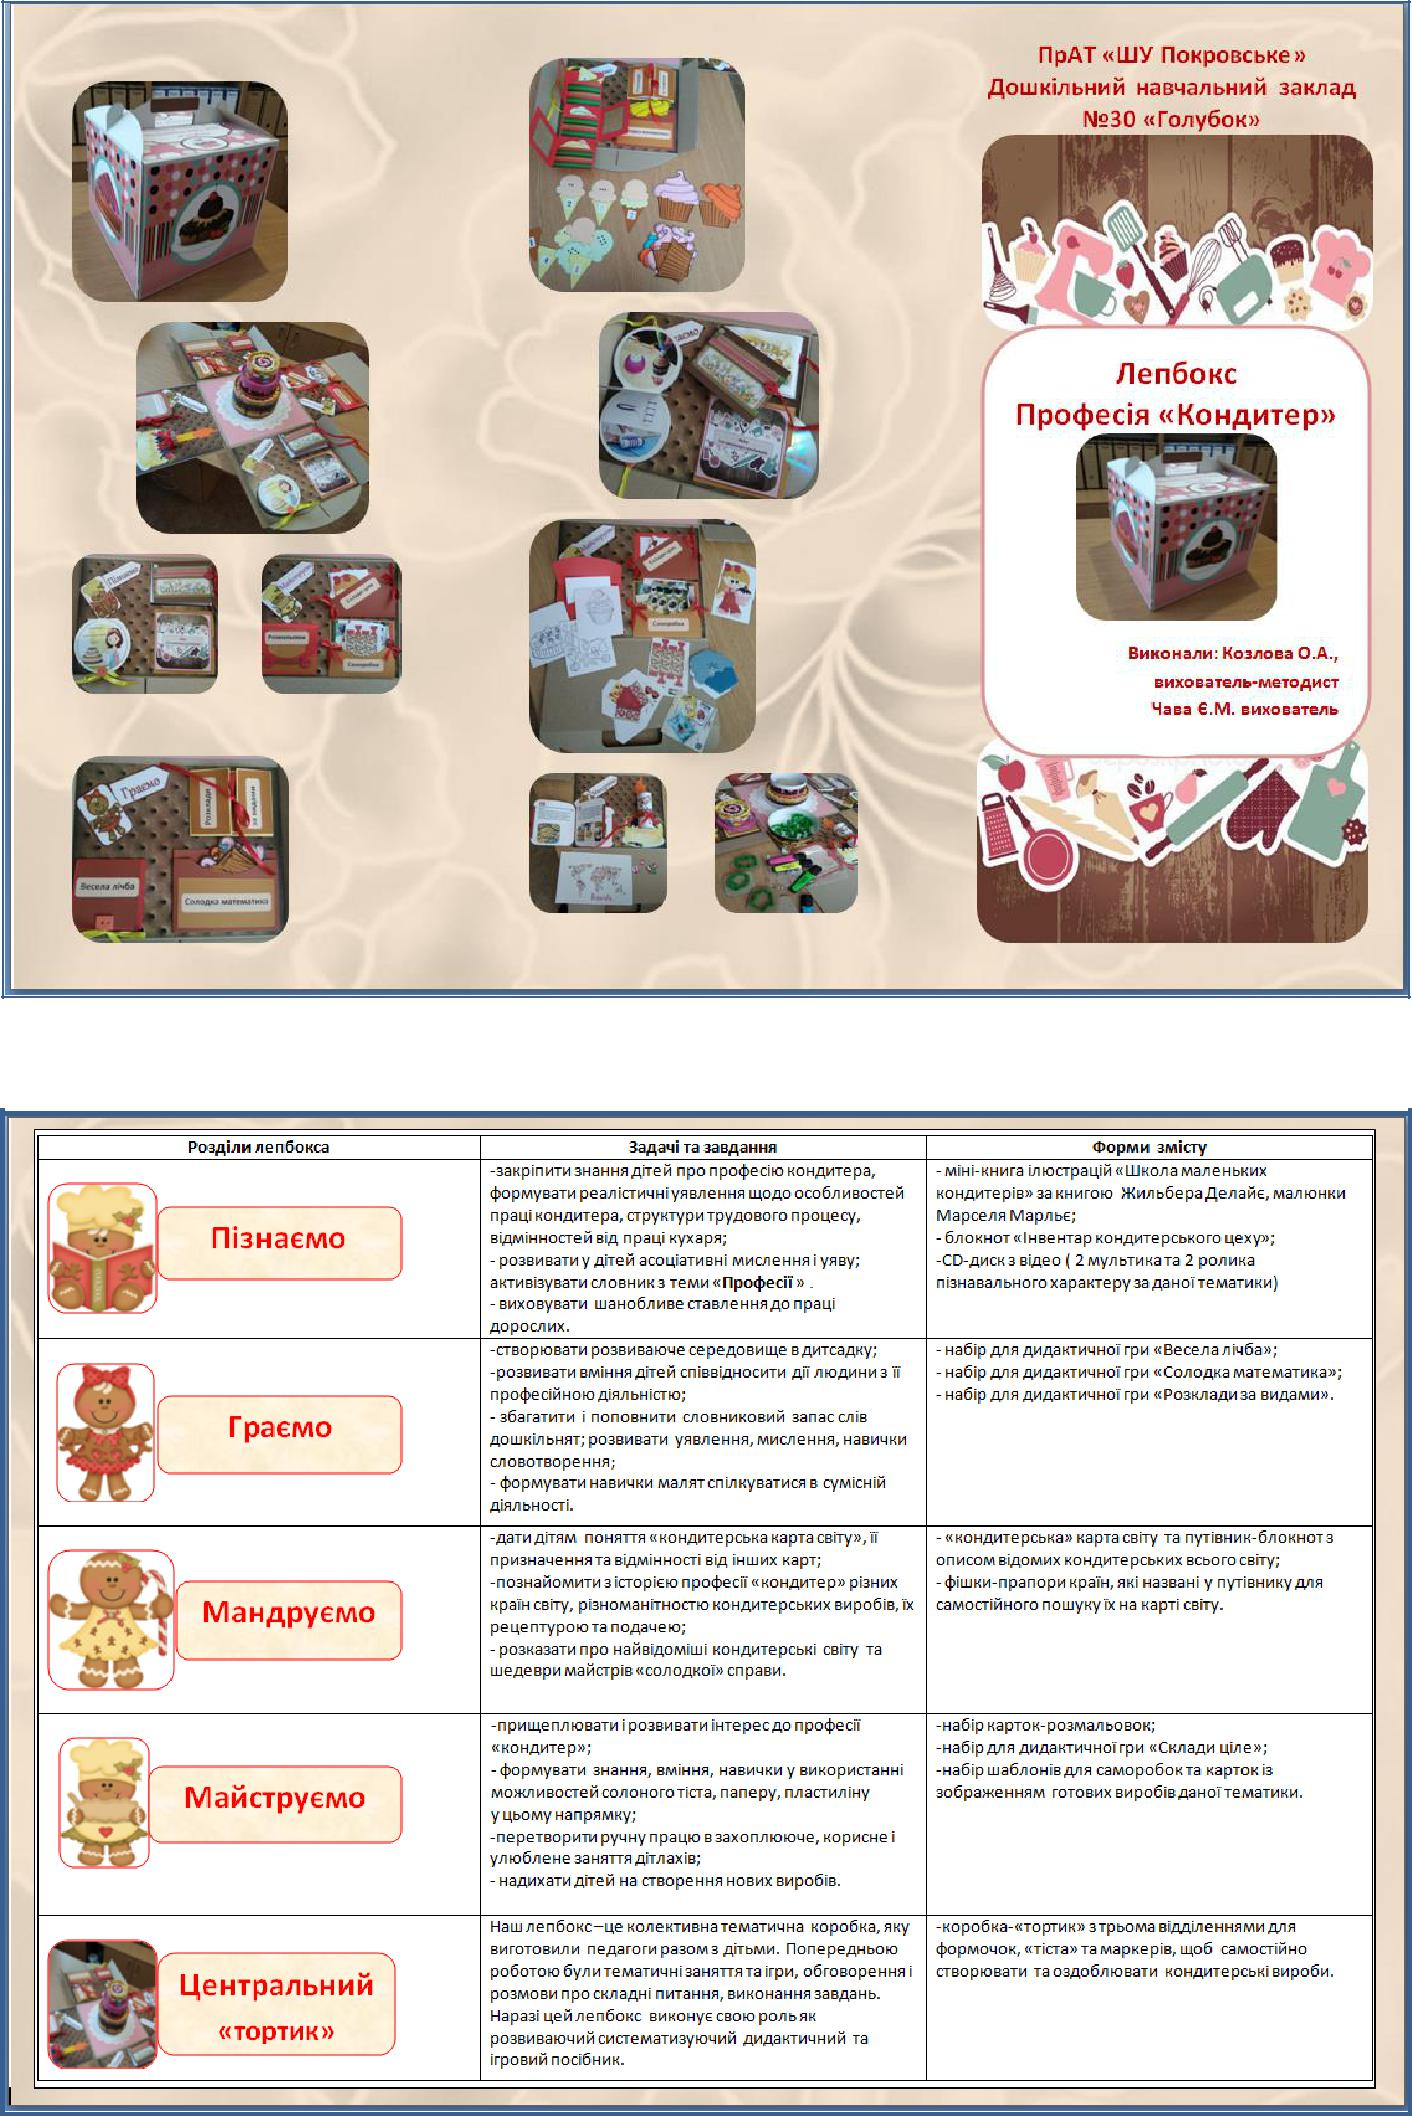 ПрАТ «ШУ Покровське»
Дошкільний навчальний заклад
№30 «Голубок»
Лепбокс
Професія «Кондитер»
Виконали: Козлова О.А.,
вихователь-методист
Чава Є.М. вихователь
Пізнаємо
Розмальовки
Саморобки
Граємо
Розклади
за видами
Весела лічба
Солодка математика
Розділи лепбокса
Задачі та завдання
Форми змісту
Пізнаємо
-закріпити знання дітей про професію кондитера,
формувати реалістичні уявлення щодо особливостей
праці кондитера, структури трудового процесу,
відмінностей від праці кухаря;
- розвивати у дітей асоціативні мислення і уяву;
активізувати словник з теми «Професії » .
- виховувати шанобливе ставлення до праці
дорослих.
- міні-книга ілюстрацій «Школа маленьких
кондитерів» за книгою Жильбера Делайє, малюнки
Марселя Марльє;
- блокнот «Інвентар кондитерського цеху»;
-CD-диск з відео ( 2 мультика та 2 ролика
пізнавального характеру за даної тематики)
Граємо
-створювати розвиваюче середовище в дитсадку;
-розвивати вміння дітей співвідносити дії людини з її
професійною діяльністю;
- збагатити і поповнити словниковий запас слів
дошкільнят; розвивати уявлення, мислення, навички
словотворення;
- формувати навички малят спілкуватися в сумісній
діяльності.
- набір для дидактичної гри «Весела лічба»;
- набір для дидактичної гри «Солодка математика»;
- набір для дидактичної гри «Розклади за видами».
Мандруємо
-дати дітям поняття «кондитерська карта світу», її
призначення та відмінності від інших карт;
-познайомити з історією професії «кондитер» різних
країн світу, різноманітністю кондитерських виробів, їх
рецептурою та подачею;
- розказати про найвідоміші кондитерські світу та
шедеври майстрів «солодкої» справи.
- «кондитерська» карта світу та путівник-блокнот з
описом відомих кондитерських всього світу;
- фішки-прапори країн, які названі у путівнику для
самостійного пошуку їх на карті світу.
Майструємо
-прищеплювати і розвивати інтерес до професії
«кондитер»;
- формувати знання, вміння, навички у використанні
можливостей солоного тіста, паперу, пластиліну
у цьому напрямку;
-перетворити ручну працю в захоплююче, корисне і
улюблене заняття дітлахів;
- надихати дітей на створення нових виробів.
-набір карток-розмальовок;
-набір для дидактичної гри «Склади ціле»;
-набір шаблонів для саморобок та карток із
зображенням готових виробів даної тематики.
Центральний
«тортик»
Наш лепбокс –це колективна тематична коробка, яку
виготовили педагоги разом з дітьми. Попередньою
роботою були тематичні заняття та ігри, обговорення і
розмови про складні питання, виконання завдань.
Наразі цей лепбокс виконує свою роль як
розвиваючий систематизуючий дидактичний та
ігровий посібник.
-коробка-«тортик» з трьома відділеннями для
формочок, «тіста» та маркерів, щоб самостійно
створювати та оздоблювати кондитерські вироби.